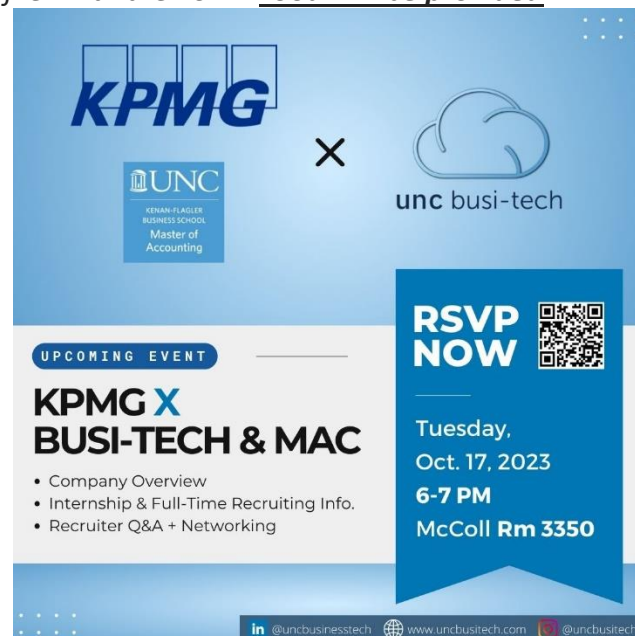 KPMG
UNC
KENAN-FLAGLER
BUSINESS SCHOOL
Master of
Accounting
×
unc busi-tech
UPCOMING EVENT
KPMG X
BUSI-TECH & MAC
• Company Overview
• Internship & Full-Time Recruiting Info.
• Recruiter Q&A + Networking
RSVP
NOW
Tuesday,
Oct. 17, 2023
6-7 PM
McColl Rm 3350
in @uncbusinesstech www.uncbusitech.com @uncbusitech